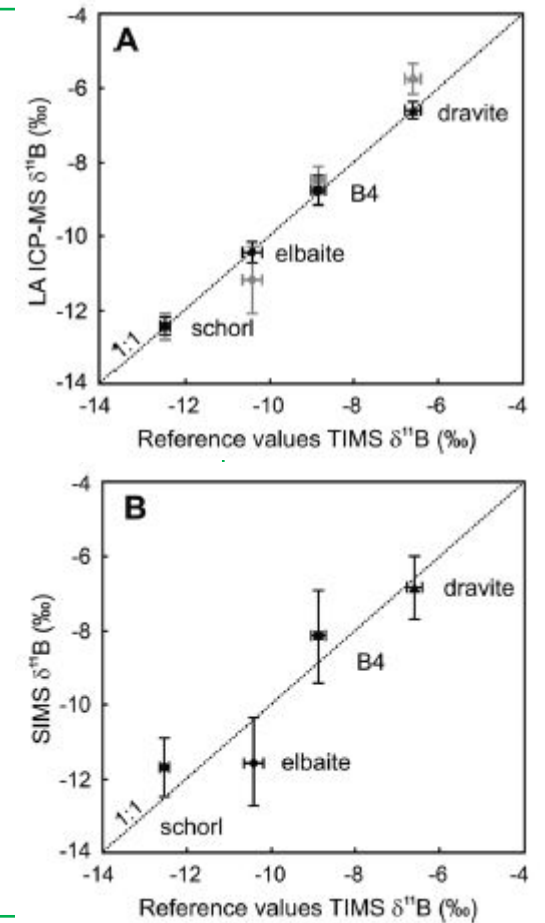 A
-4
-6
-8
-10
-12
-14
LA ICP-MS δ¹¹B (‰)
dravite
B4
elbaite
schorl
1:1
-14 -12 -10 -8 -6 -4
Reference values TIMS δ¹¹B (‰)
B
-4
-6
-8
-10
-12
-14
SIMS δ¹¹B (‰)
dravite
B4
elbaite
schorl
1:1
-14 -12 -10 -8 -6 -4
Reference values TIMS δ¹¹B (‰)